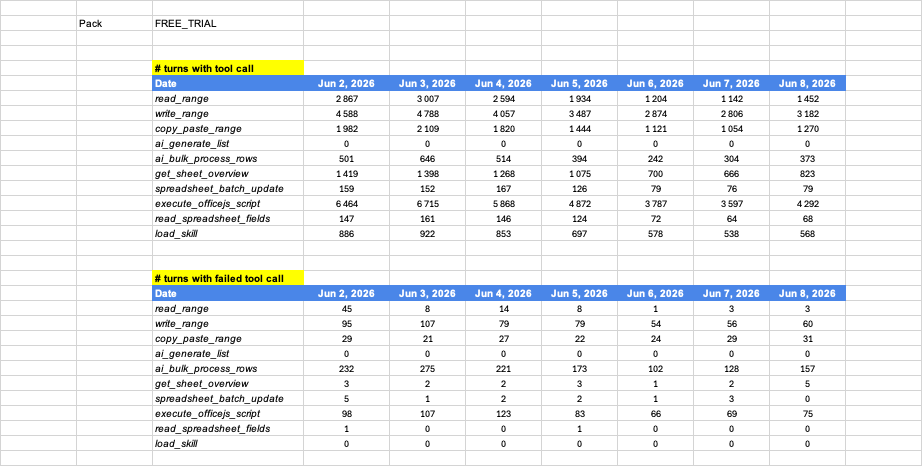 Pack FREE_TRIAL
# turns with tool call
Date Jun 2, 2026 Jun 3, 2026 Jun 4, 2026 Jun 5, 2026 Jun 6, 2026 Jun 7, 2026 Jun 8, 2026
read_range 2 867 3 007 2 594 1 934 1 204 1 142 1 452
write_range 4 588 4 788 4 057 3 487 2 874 2 806 3 182
copy_paste_range 1 982 2 109 1 820 1 444 1 121 1 054 1 270
ai_generate_list 0 0 0 0 0 0 0
ai_bulk_process_rows 501 646 514 394 242 304 373
get_sheet_overview 1 419 1 398 1 268 1 075 700 666 823
spreadsheet_batch_update 159 152 167 126 79 76 79
execute_officejs_script 6 464 6 715 5 868 4 872 3 787 3 597 4 292
read_spreadsheet_fields 147 161 146 124 72 64 68
load_skill 886 922 853 697 578 538 568
# turns with failed tool call
Date Jun 2, 2026 Jun 3, 2026 Jun 4, 2026 Jun 5, 2026 Jun 6, 2026 Jun 7, 2026 Jun 8, 2026
read_range 45 8 14 8 1 3 3
write_range 95 107 79 79 54 56 60
copy_paste_range 29 21 27 22 24 29 31
ai_generate_list 0 0 0 0 0 0 0
ai_bulk_process_rows 232 275 221 173 102 128 157
get_sheet_overview 3 2 2 3 1 2 5
spreadsheet_batch_update 5 1 2 2 1 3 0
execute_officejs_script 98 107 123 83 66 69 75
read_spreadsheet_fields 1 0 0 1 0 0 0
load_skill 0 0 0 0 0 0 0